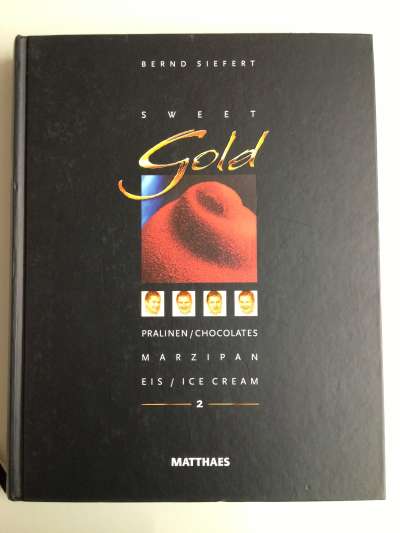 BERND SIEFERT
SWEET
Gold
PRALINEN/CHOCOLATES
MARZIPAN
EIS / ICE CREAM
2
MATTHAES